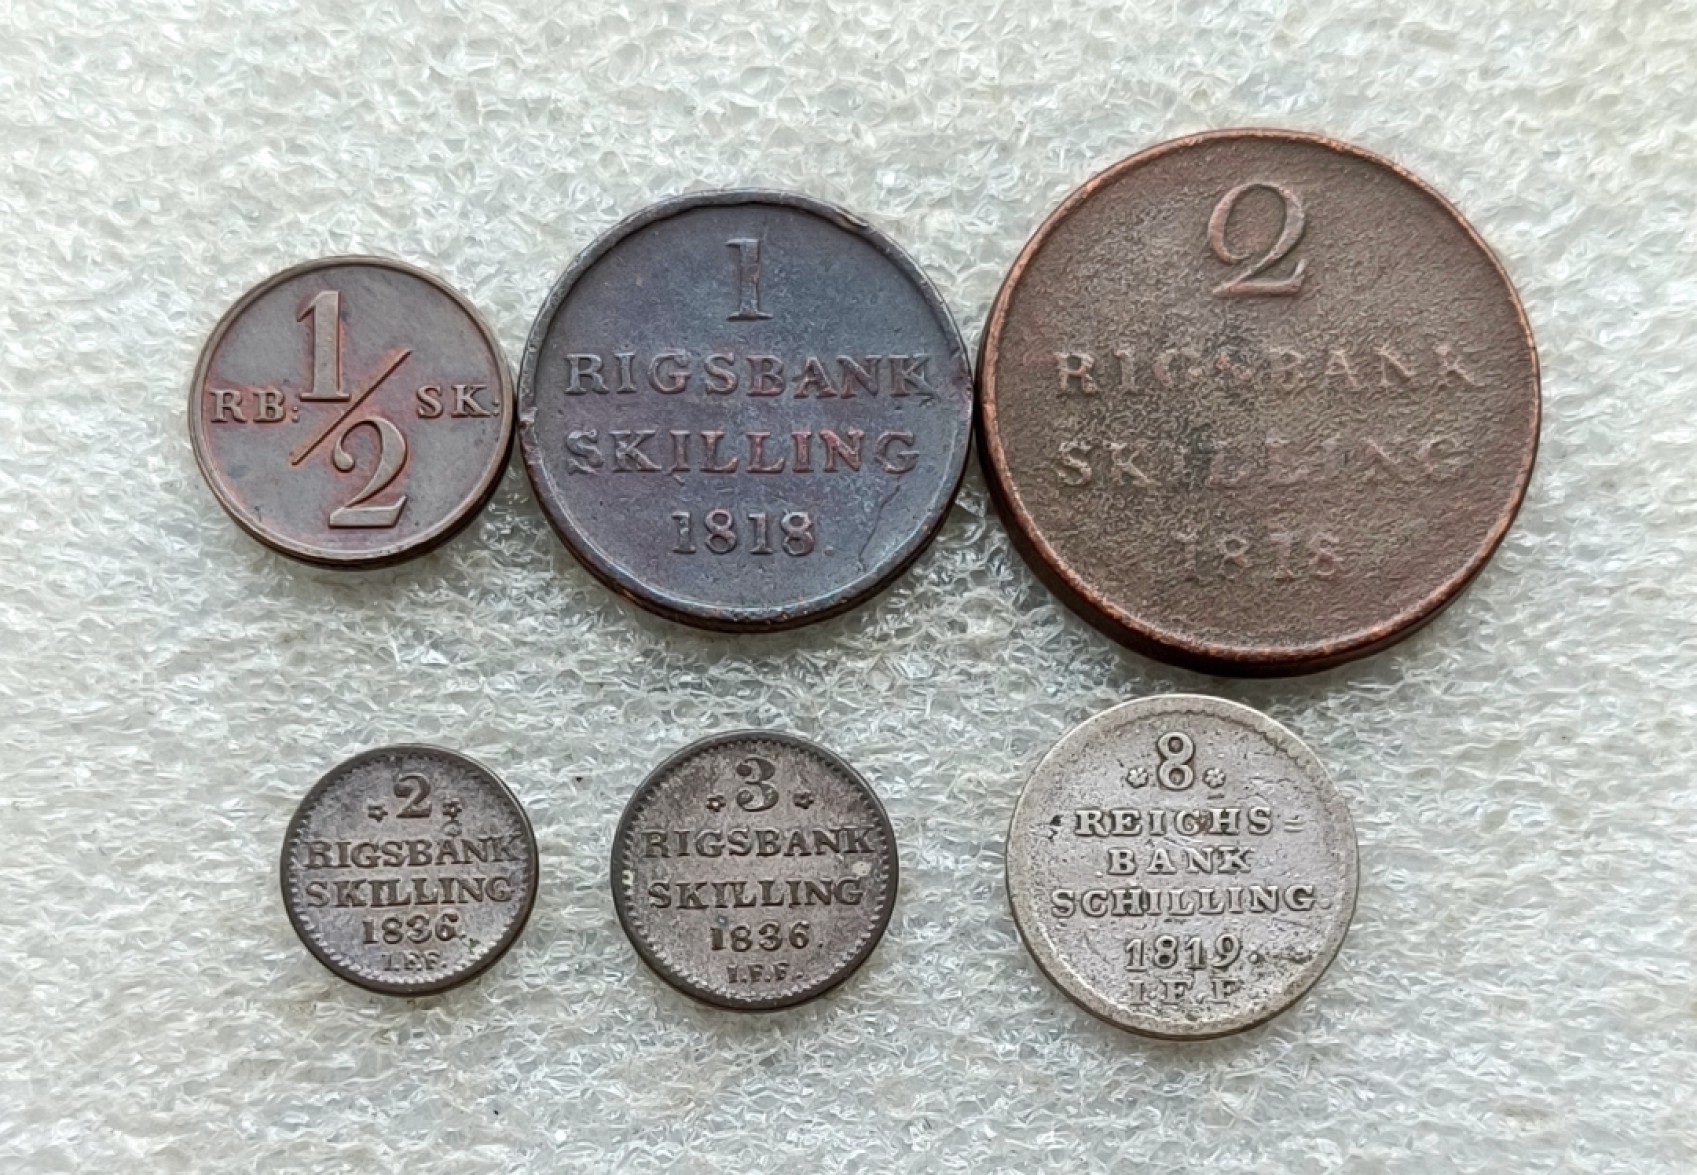 1/2
RB: SK:
1
RIGSBANK
SKILLING
1818.
2
RIGSBANK
SKILLING
1818
2
RIGSBANK
SKILLING
1836.
I.F.F.
3
RIGSBANK
SKILLING
1836.
I.F.F.
8
REICHS=
BANK
SCHILLING.
1819.
I.F.F